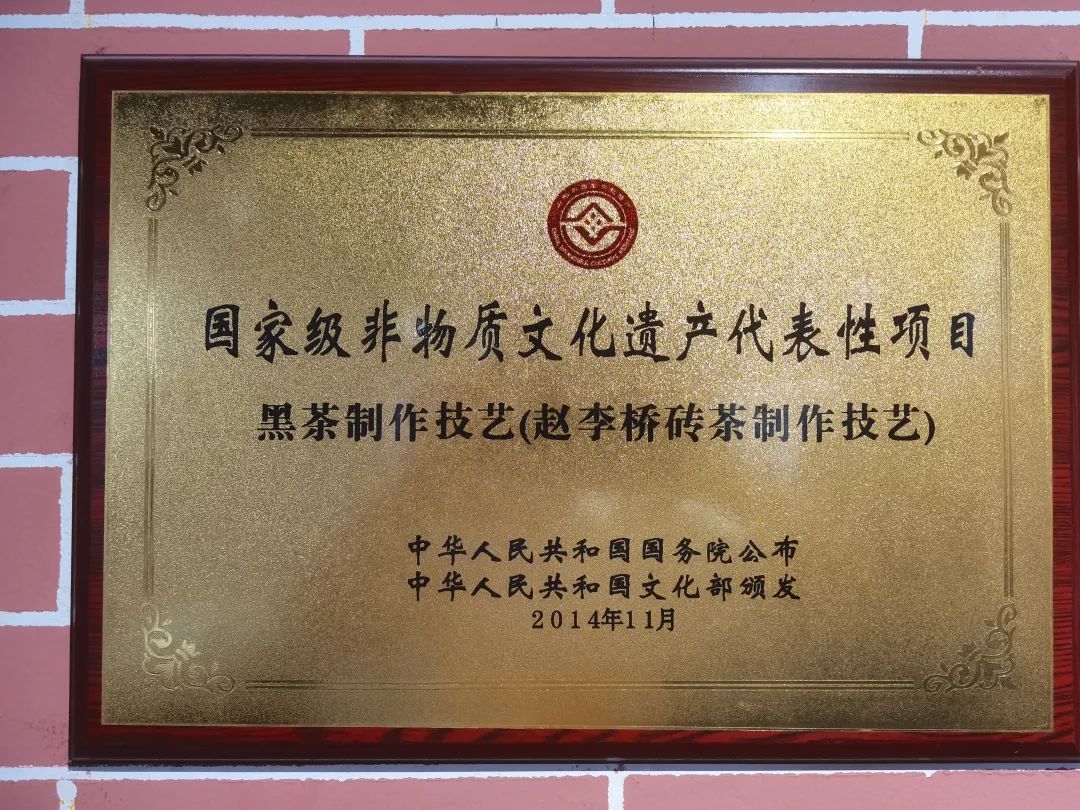 国家级非物质文化遗产代表性项目
黑茶制作技艺(赵李桥砖茶制作技艺)
中华人民共和国国务院公布
中华人民共和国文化部颁发
2014年11月